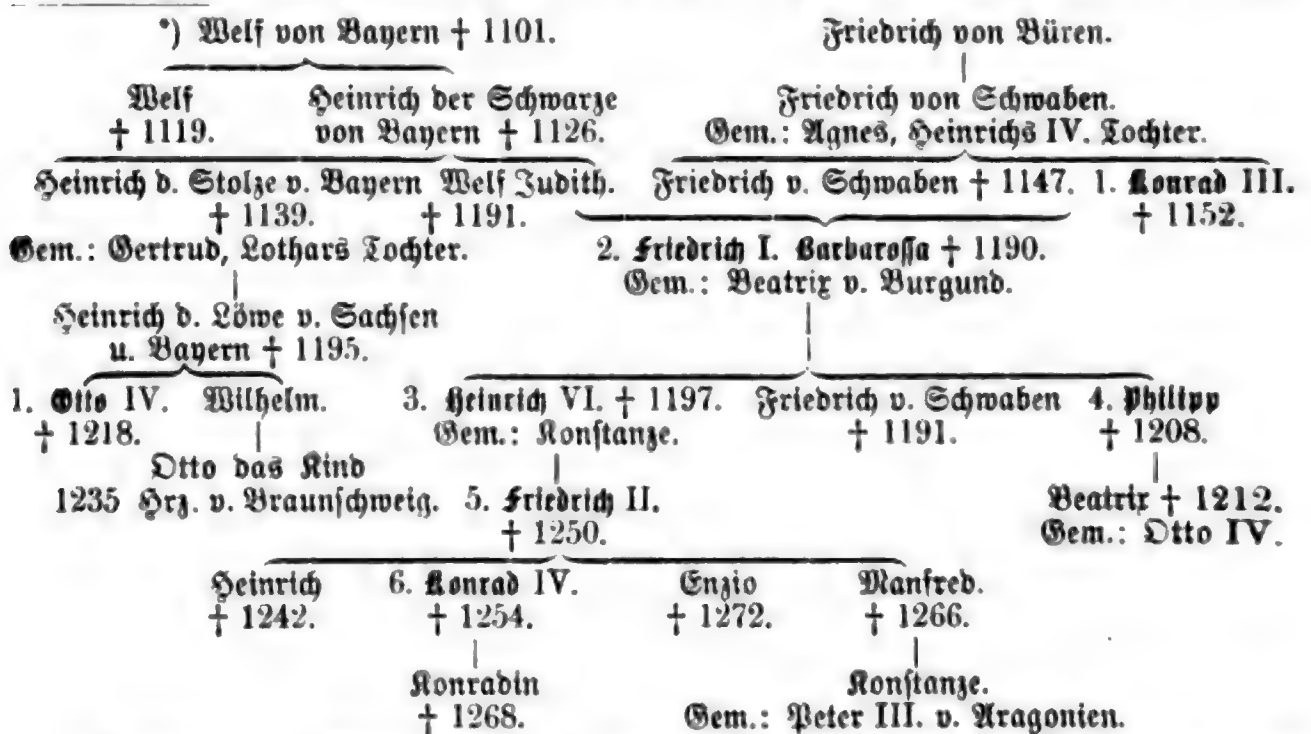 *) Welf von Bayern † 1101. Friedrich von Büren.
Welf Heinrich der Schwarze Friedrich von Schwaben.
† 1119. von Bayern † 1126. Gem.: Agnes, Heinrichs IV. Tochter.
Heinrich d. Stolze v. Bayern Welf Judith. Friedrich v. Schwaben † 1147. 1. Konrad III.
† 1139. † 1191. † 1152.
Gem.: Gertrud, Lothars Tochter. 2. Friedrich I. Barbarossa † 1190.
Gem.: Beatrix v. Burgund.
Heinrich d. Löwe v. Sachsen
u. Bayern † 1195.
1. Otto IV. Wilhelm. 3. Heinrich VI. † 1197. Friedrich v. Schwaben 4. Philipp
† 1218. Gem.: Konstanze. † 1191. † 1208.
Otto das Kind Beatrix † 1212.
1235 Hrz. v. Braunschweig. 5. Friedrich II. Gem.: Otto IV.
† 1250.
Heinrich 6. Konrad IV. Enzio Manfred.
† 1242. † 1254. † 1272. † 1266.
Konradin Konstanze.
† 1268. Gem.: Peter III. v. Aragonien.